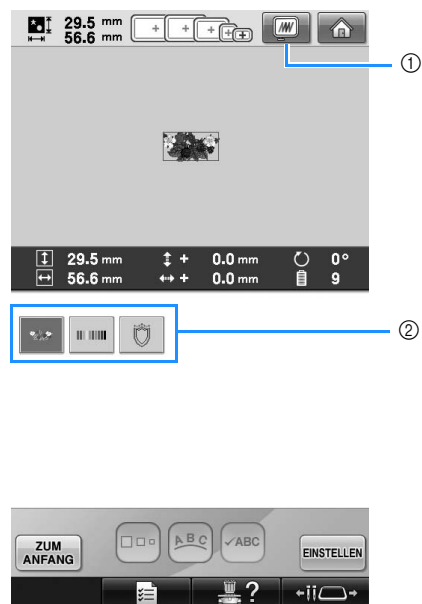 29.5 mm
56.6 mm
①
29.5 mm + 0.0 mm 0°
56.6 mm + 0.0 mm 9
②
ZUM ANFANG
ABC
✓ABC
EINSTELLEN
?